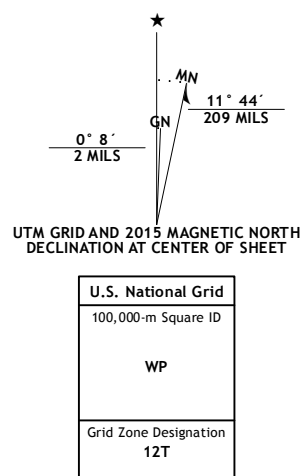 ★
MN
GN
11° 44´
209 MILS
0° 8´
2 MILS
UTM GRID AND 2015 MAGNETIC NORTH
DECLINATION AT CENTER OF SHEET
U.S. National Grid
100,000-m Square ID
WP
Grid Zone Designation
12T